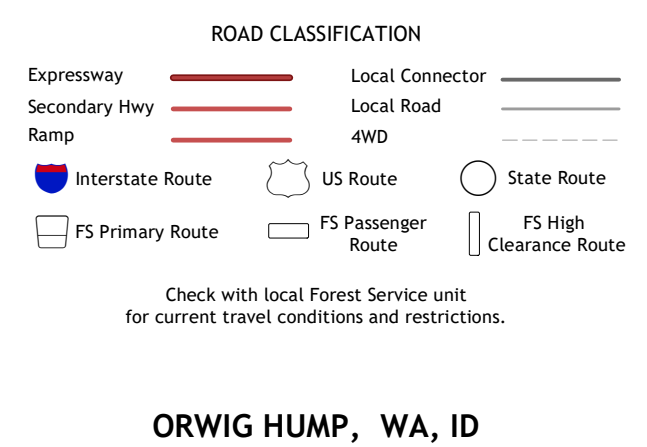 ROAD CLASSIFICATION
Expressway
Local Connector
Secondary Hwy
Local Road
Ramp
4WD
Interstate Route
US Route
State Route
FS Primary Route
FS Passenger
Route
FS High
Clearance Route
Check with local Forest Service unit
for current travel conditions and restrictions.
ORWIG HUMP, WA, ID